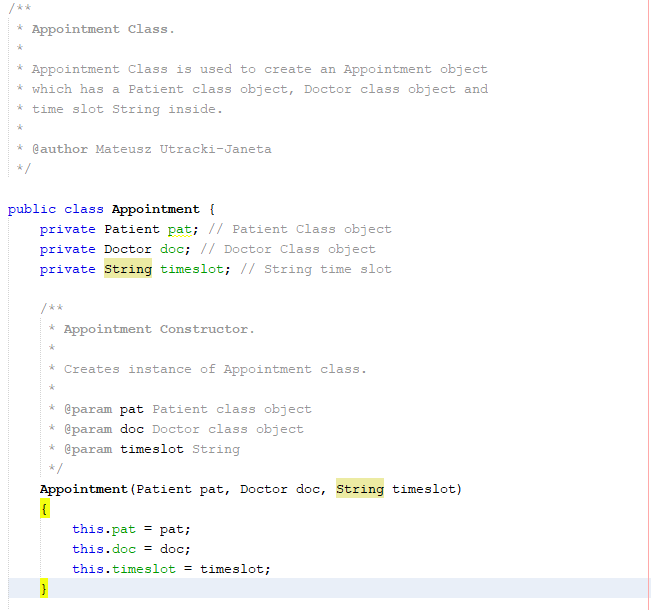 /**
 * Appointment Class.
 *
 * Appointment Class is used to create an Appointment object
 * which has a Patient class object, Doctor class object and
 * time slot String inside.
 *
 * @author Mateusz Utracki-Janeta
 */
public class Appointment {
    private Patient pat; // Patient Class object
    private Doctor doc; // Doctor Class object
    private String timeslot; // String time slot
    /**
     * Appointment Constructor.
     *
     * Creates instance of Appointment class.
     *
     * @param pat Patient class object
     * @param doc Doctor class object
     * @param timeslot String
     */
    Appointment(Patient pat, Doctor doc, String timeslot)
    {
        this.pat = pat;
        this.doc = doc;
        this.timeslot = timeslot;
    }